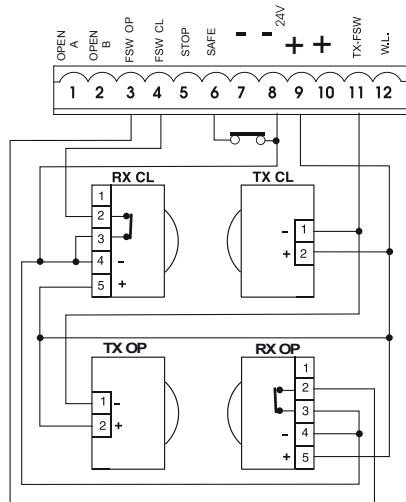 OPEN A
OPEN B
FSW OP
FSW CL
STOP
SAFE
- - 24V
+ +
TX-FSW
W.L.
1 2 3 4 5 6 7 8 9 10 11 12
RX CL
1
2
3
4 -
5 +
TX CL
- 1
+ 2
TX OP
1 -
2 +
RX OP
1
2
3
- 4
+ 5